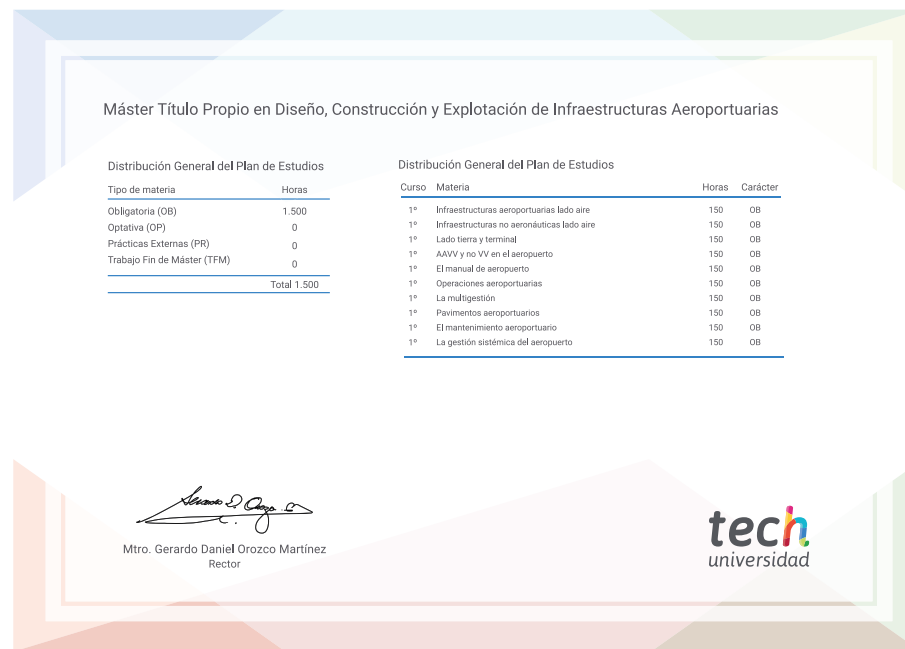 Máster Título Propio en Diseño, Construcción y Explotación de Infraestructuras Aeroportuarias
Distribución General del Plan de Estudios
Tipo de materia Horas
Obligatoria (OB) 1.500
Optativa (OP) 0
Prácticas Externas (PR) 0
Trabajo Fin de Máster (TFM) 0
Total 1.500
Distribución General del Plan de Estudios
Curso Materia Horas Carácter
1º Infraestructuras aeroportuarias lado aire 150 OB
1º Infraestructuras no aeronáuticas lado aire 150 OB
1º Lado tierra y terminal 150 OB
1º AAVV y no VV en el aeropuerto 150 OB
1º El manual de aeropuerto 150 OB
1º Operaciones aeroportuarias 150 OB
1º La multigestión 150 OB
1º Pavimentos aeroportuarios 150 OB
1º El mantenimiento aeroportuario 150 OB
1º La gestión sistémica del aeropuerto 150 OB
Mtro. Gerardo Daniel Orozco Martínez
Rector
tech
universidad